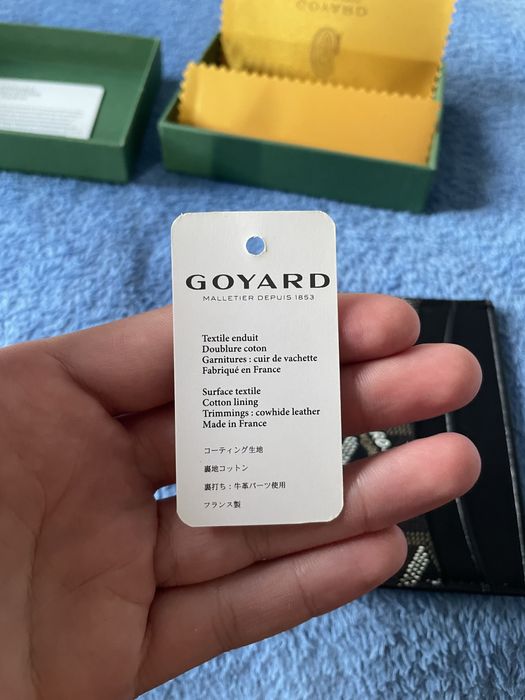 GOYARD
GOYARD
MALLETIER DEPUIS 1853
Textile enduit
Doublure coton
Garnitures : cuir de vachette
Fabriqué en France
Surface textile
Cotton lining
Trimmings : cowhide leather
Made in France
コーティング生地
裏地コットン
裏打ち：牛革パーツ使用
フランス製